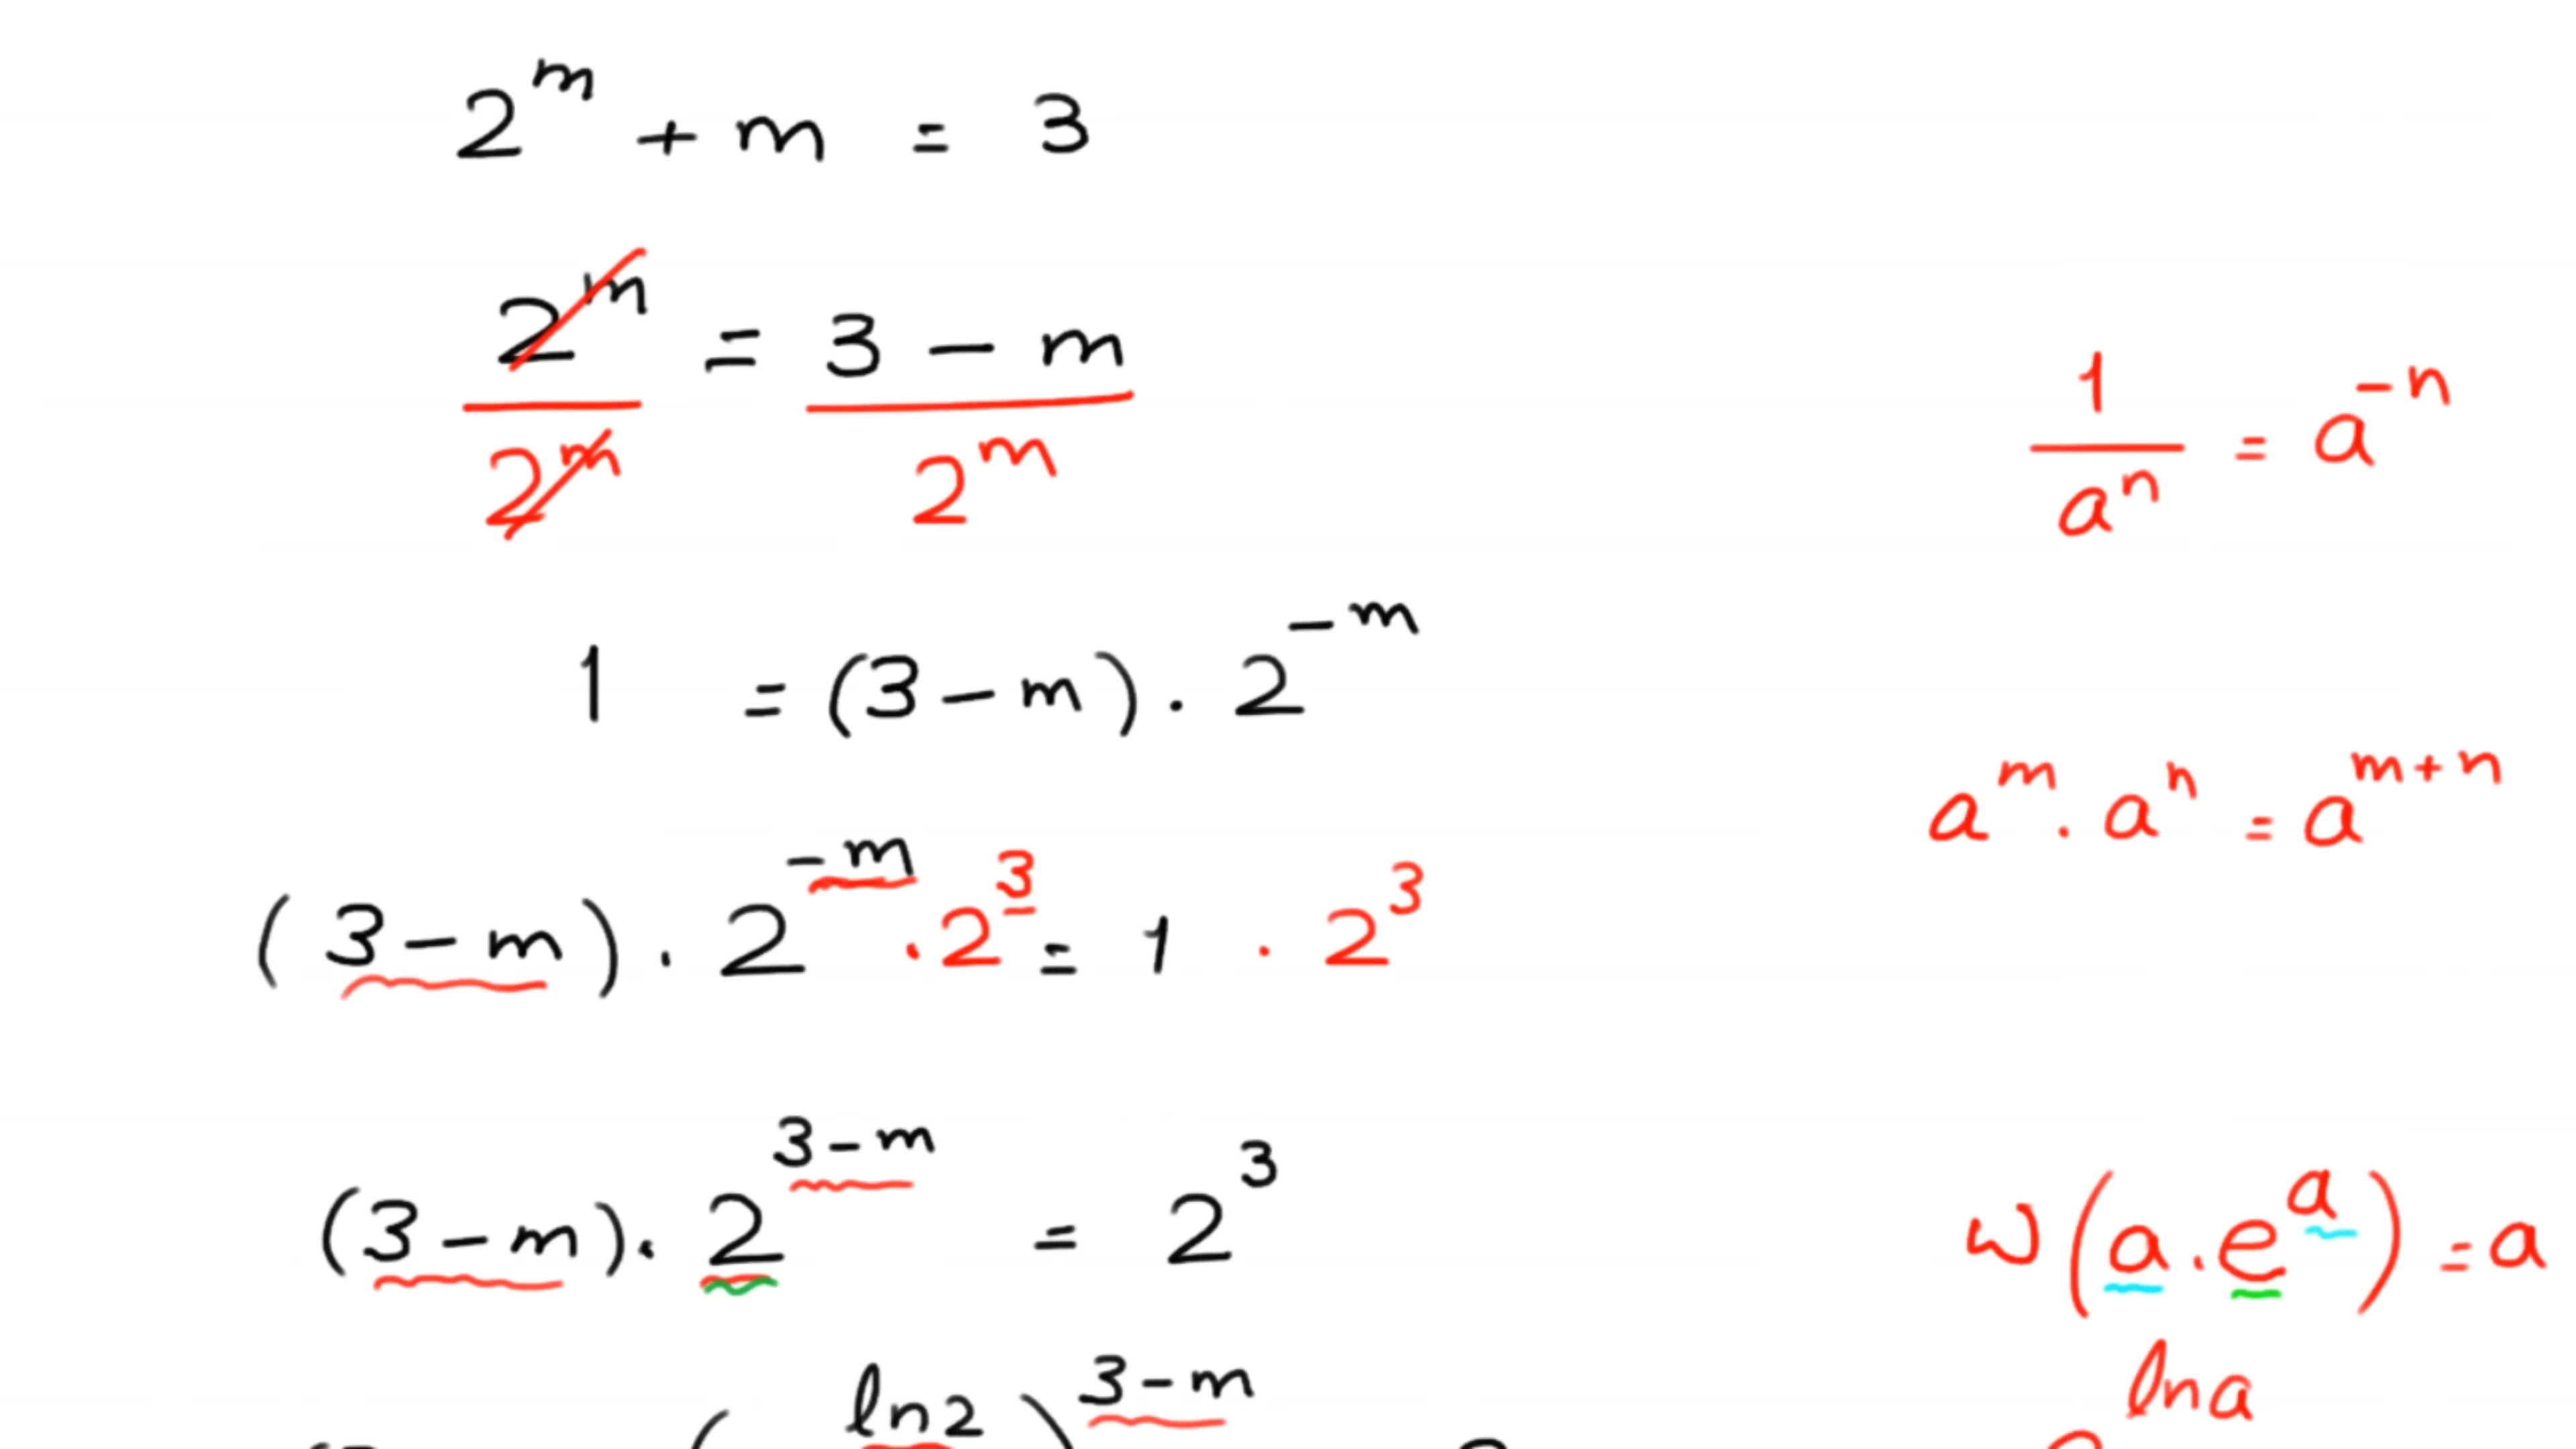 2^m + m = 3
2^m / 2^m = 3 - m / 2^m
1 / a^n = a^-n
1 = (3 - m) . 2^-m
a^m . a^n = a^m+n
(3 - m) . 2^-m . 2^3 = 1 . 2^3
(3 - m) . 2^3-m = 2^3
W(a . e^a) = a
( ln2 )^3-m
ln a